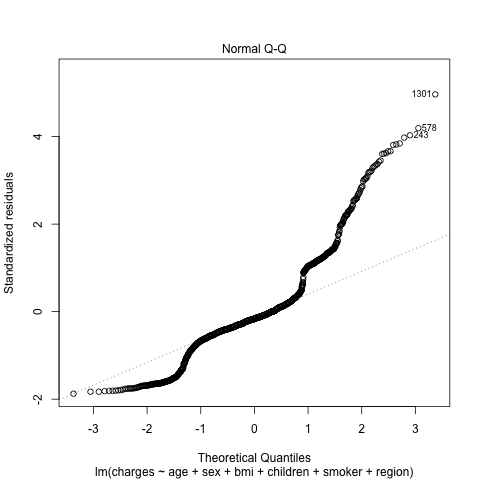 Normal Q-Q
1301
578
243
Standardized residuals
4
2
0
-2
-3 -2 -1 0 1 2 3
Theoretical Quantiles
lm(charges ~ age + sex + bmi + children + smoker + region)